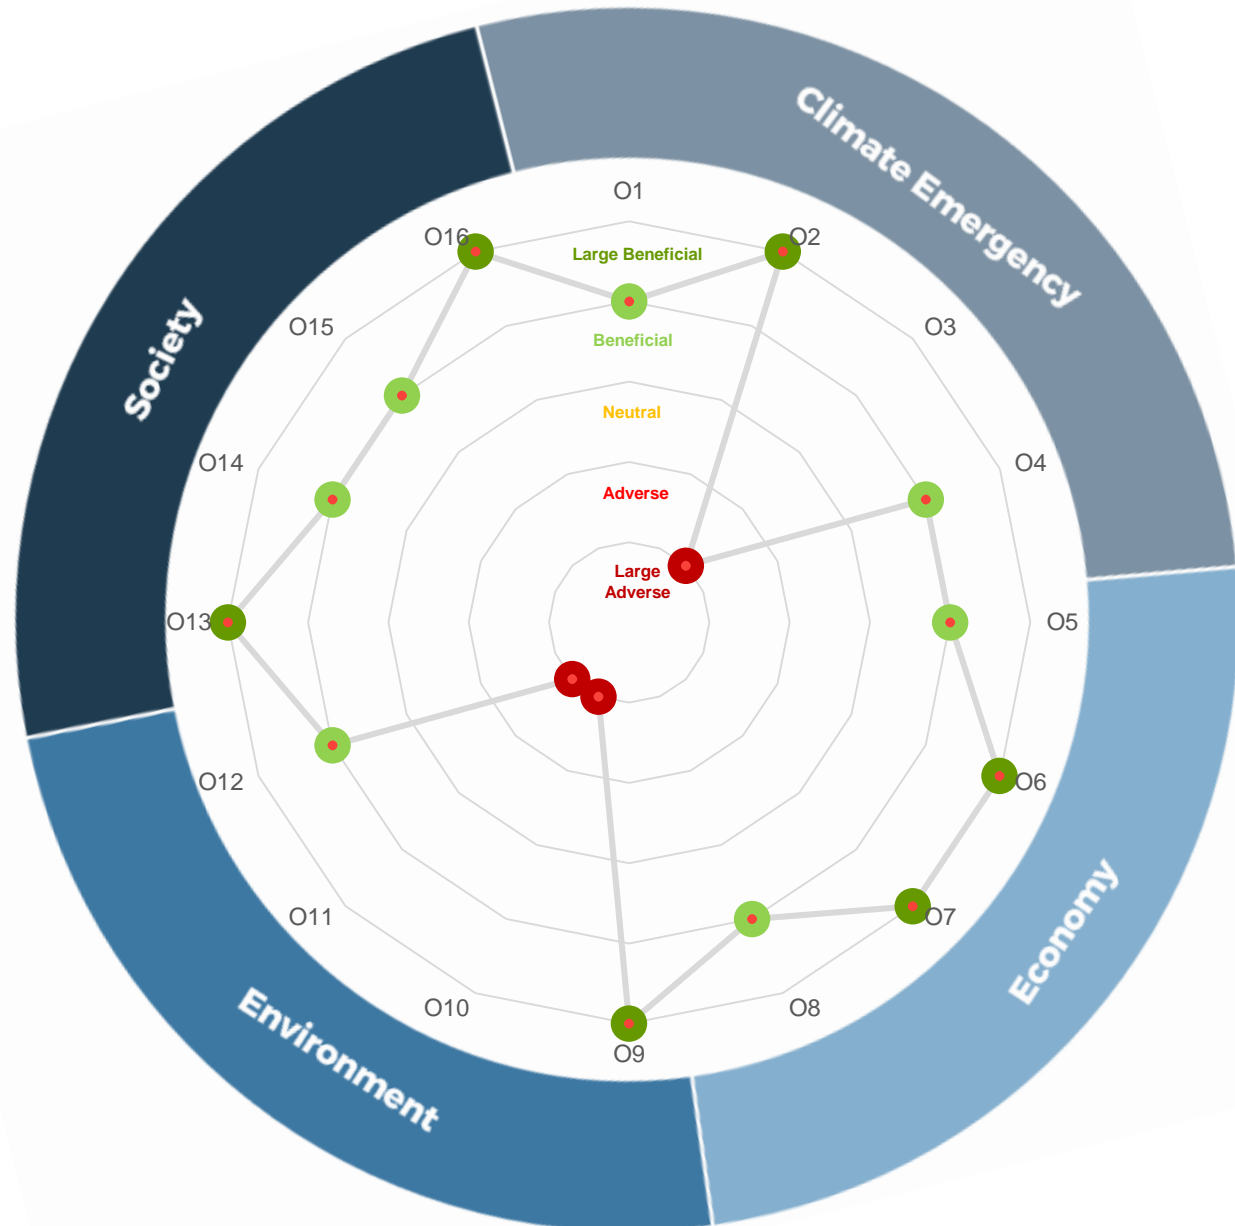 Climate Emergency
Society
Economy
Environment
O1
O2
O3
O4
O5
O6
O7
O8
O9
O10
O11
O12
O13
O14
O15
O16
Large Beneficial
Beneficial
Neutral
Adverse
Large
Adverse